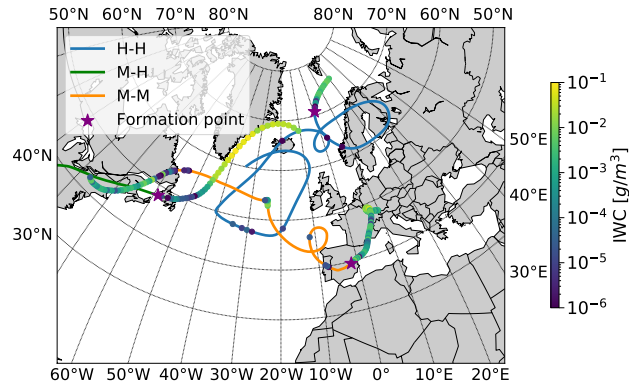 50°N 60°N 70°N 80°N 80°N 70°N 60°N 50°N
H-H
M-H
M-M
Formation point
40°N
30°N
50°E
40°E
30°E
60°W 50°W 40°W 30°W 20°W 10°W 0° 10°E 20°E
10⁻¹
10⁻²
10⁻³
10⁻⁴
10⁻⁵
10⁻⁶
IWC [g/m³]